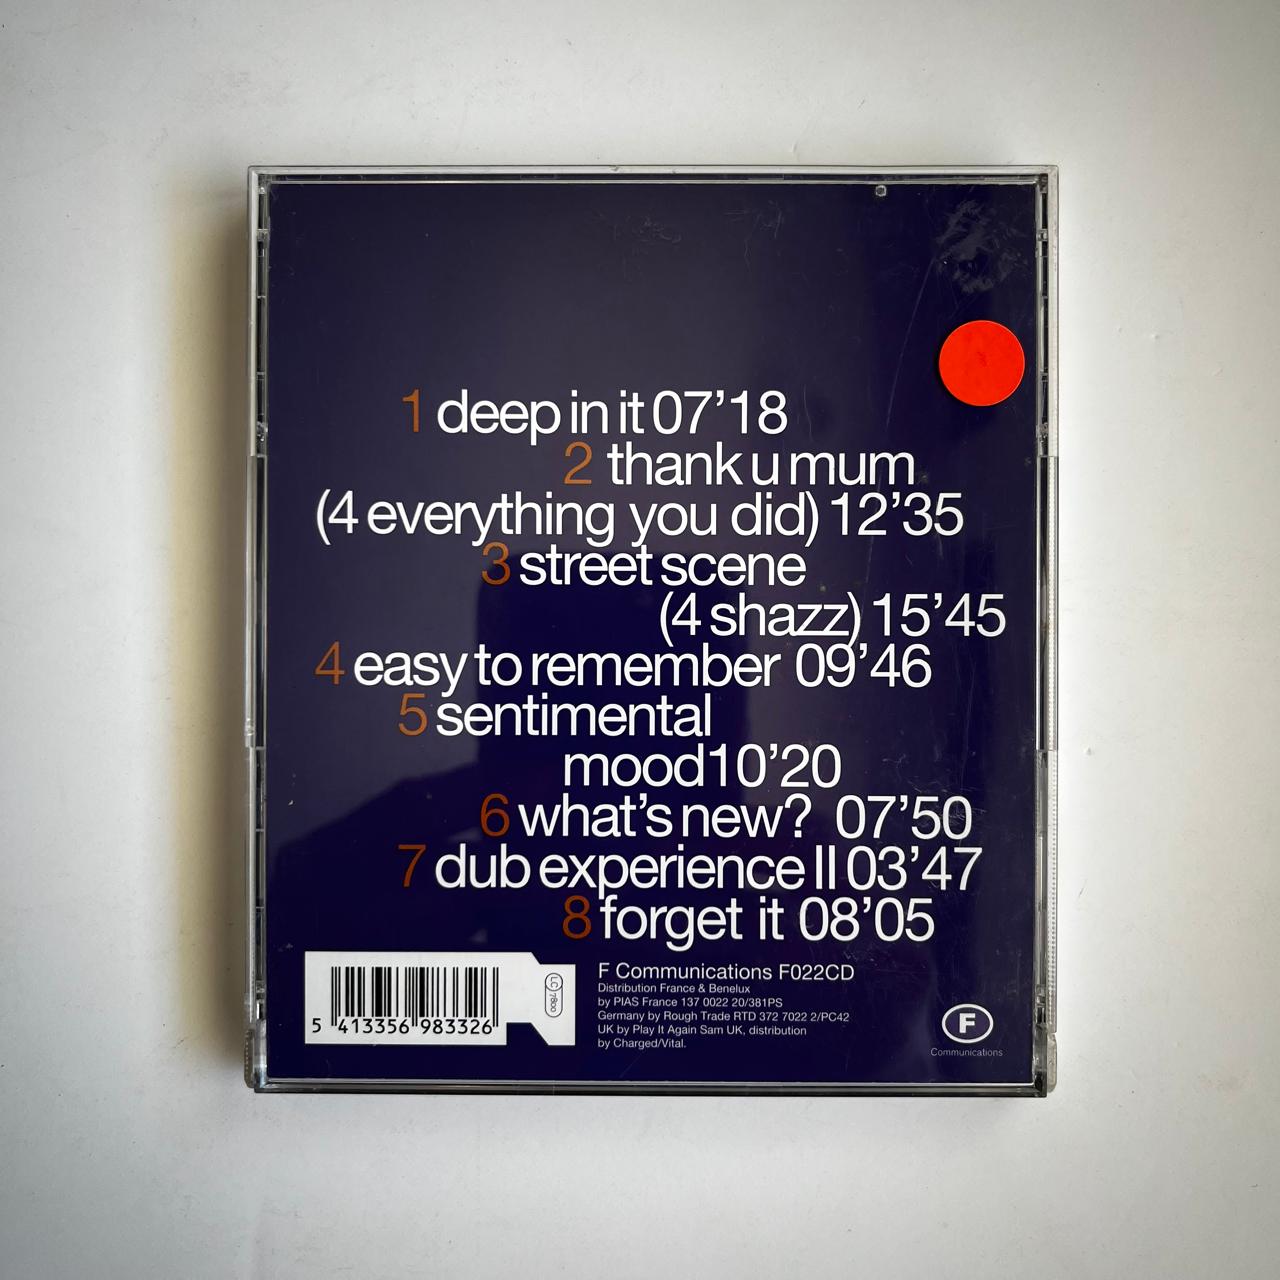 1 deep in it 07’18
2 thank u mum
(4 everything you did) 12’35
3 street scene
(4 shazz) 15’45
4 easy to remember 09’46
5 sentimental
mood10’20
6 what’s new? 07’50
7 dub experience II 03’47
8 forget it 08’05
F Communications F022CD
Distribution France & Benelux
by PIAS France 137 0022 20/381PS
Germany by Rough Trade RTD 372 7022 2/PC42
UK by Play It Again Sam UK, distribution
by Charged/Vital.
5 413356 983326
LC 7800
F
Communications